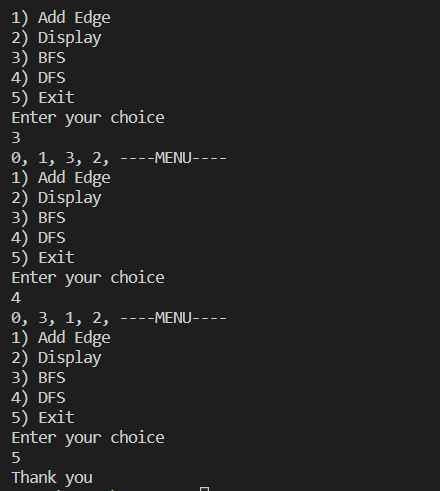 1) Add Edge
2) Display
3) BFS
4) DFS
5) Exit
Enter your choice
3
0, 1, 3, 2, ----MENU----
1) Add Edge
2) Display
3) BFS
4) DFS
5) Exit
Enter your choice
4
0, 3, 1, 2, ----MENU----
1) Add Edge
2) Display
3) BFS
4) DFS
5) Exit
Enter your choice
5
Thank you